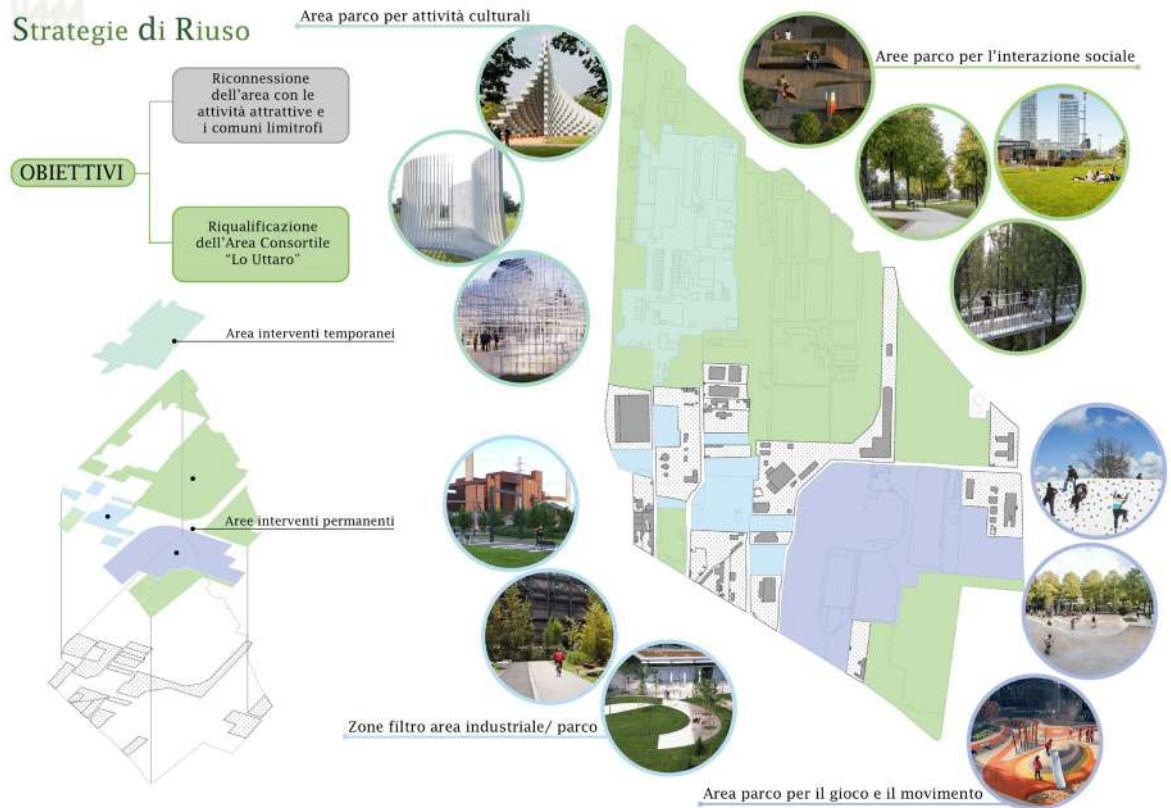 Strategie di Riuso
Area parco per attività culturali
Aree parco per l'interazione sociale
OBIETTIVI
Riconnessione
dell'area con le
attività attrattive e
i comuni limitrofi
Riqualificazione
dell'Area Consortile
“Lo Uttaro”
Area interventi temporanei
Aree interventi permanenti
Zone filtro area industriale/ parco
Area parco per il gioco e il movimento